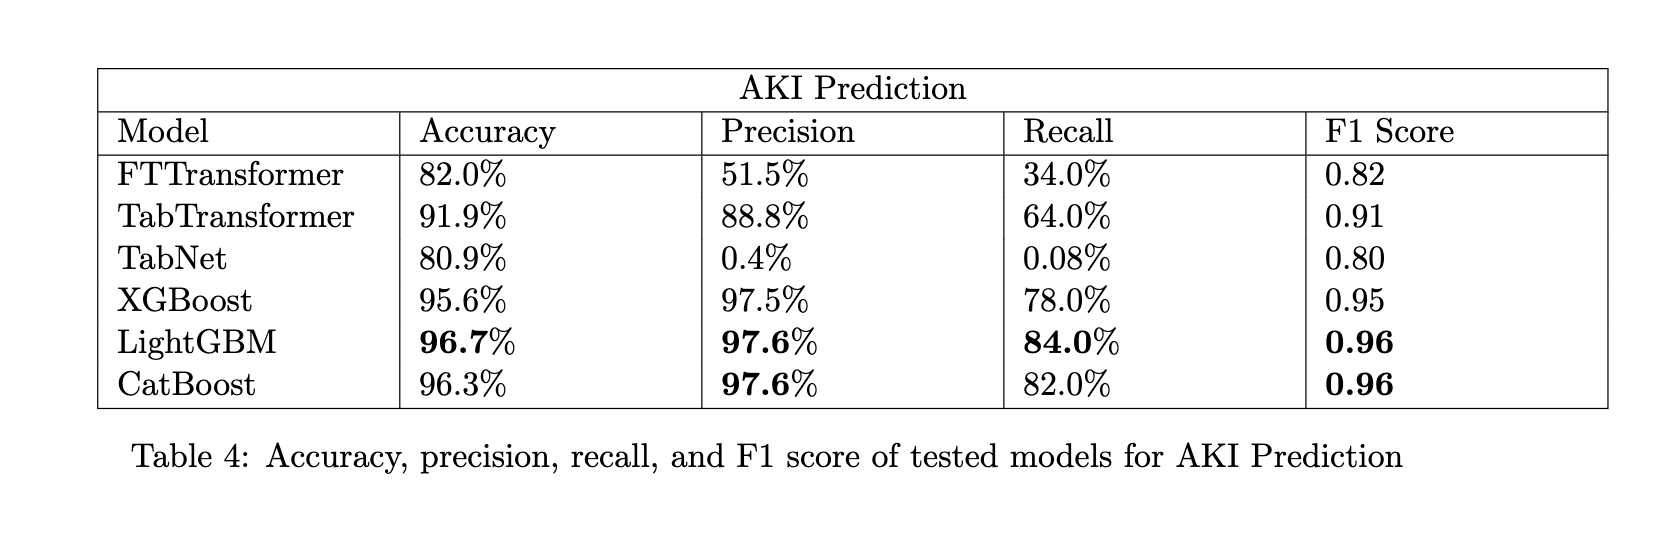 AKI Prediction
Model Accuracy Precision Recall F1 Score
FTTransformer 82.0% 51.5% 34.0% 0.82
TabTransformer 91.9% 88.8% 64.0% 0.91
TabNet 80.9% 0.4% 0.08% 0.80
XGBoost 95.6% 97.5% 78.0% 0.95
LightGBM 96.7% 97.6% 84.0% 0.96
CatBoost 96.3% 97.6% 82.0% 0.96
Table 4: Accuracy, precision, recall, and F1 score of tested models for AKI Prediction